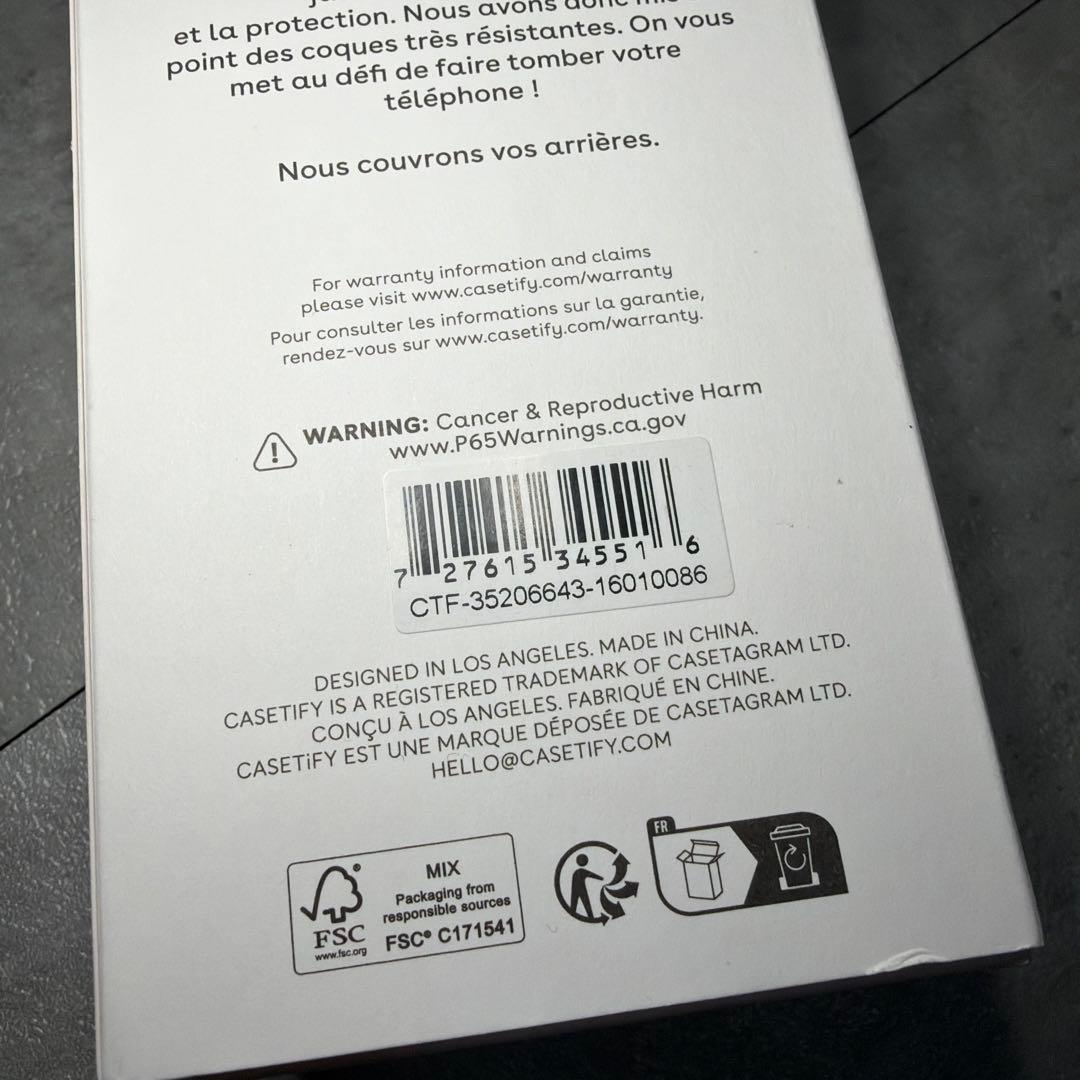 et la protection. Nous avons donc mis
point des coques très résistantes. On vous
met au défi de faire tomber votre
téléphone !
Nous couvrons vos arrières.
For warranty information and claims
please visit www.casetify.com/warranty
Pour consulter les informations sur la garantie,
rendez-vous sur www.casetify.com/warranty.
WARNING: Cancer & Reproductive Harm
www.P65Warnings.ca.gov
7 27615 34551 6
CTF-35206643-16010086
DESIGNED IN LOS ANGELES. MADE IN CHINA.
CASETIFY IS A REGISTERED TRADEMARK OF CASETAGRAM LTD.
CONÇU À LOS ANGELES. FABRIQUÉ EN CHINE.
CASETiFY EST UNE MARQUE DÉPOSÉE DE CASETAGRAM LTD.
HELLO@CASETIFY.COM
FR
MIX
Packaging from
responsible sources
FSC® C171541
FSC
www.fsc.org